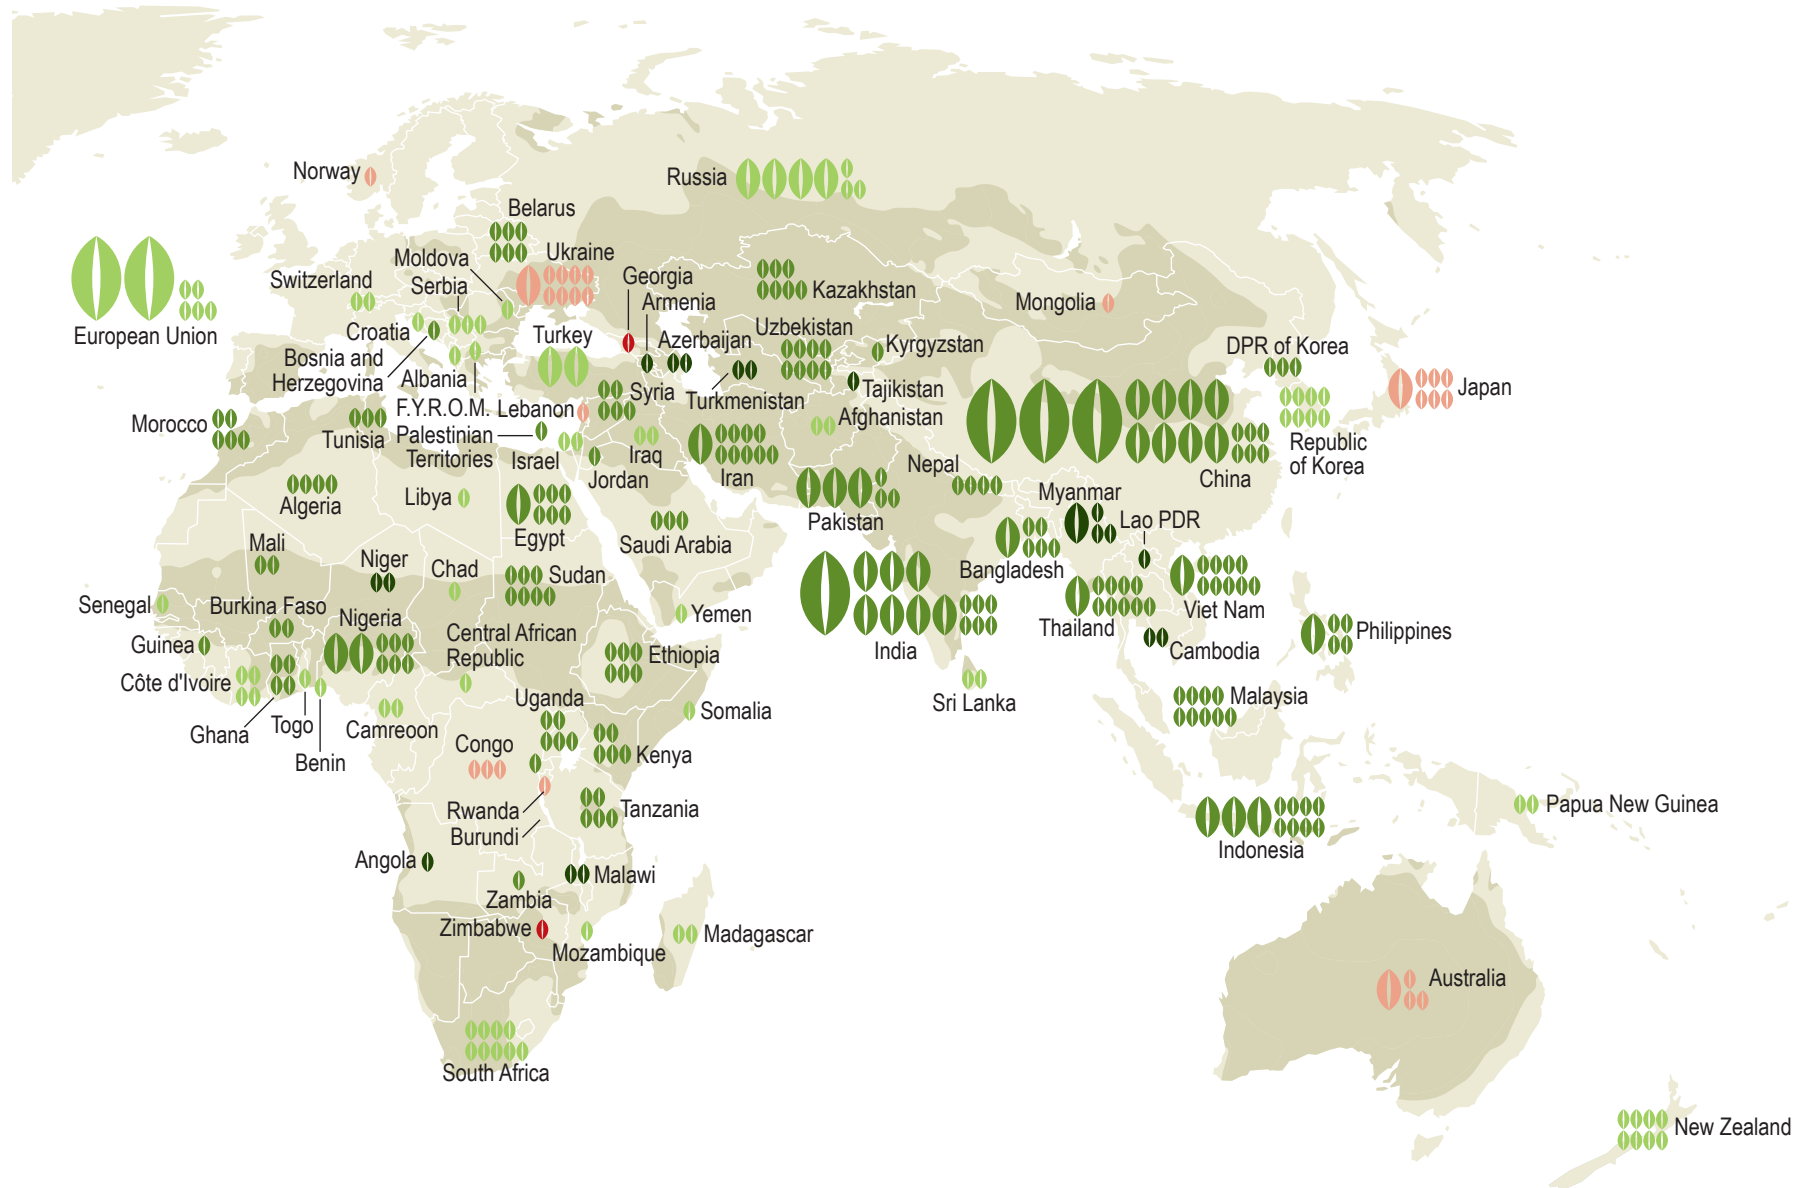 Norway
Russia
Belarus
Ukraine
Moldova
Switzerland
Serbia
Georgia
Armenia
Kazakhstan
Mongolia
European Union
Croatia
Turkey
Azerbaijan
Uzbekistan
Kyrgyzstan
DPR of Korea
Bosnia and
Herzegovina
Albania
Syria
Turkmenistan
Tajikistan
Japan
Morocco
Tunisia
F.Y.R.O.M.
Lebanon
Afghanistan
Palestinian
Territories
Israel
Iraq
Jordan
Iran
Republic
of Korea
Nepal
China
Algeria
Libya
Egypt
Saudi Arabia
Pakistan
Myanmar
Lao PDR
Mali
Niger
Chad
Sudan
Bangladesh
Viet Nam
Senegal
Burkina Faso
Nigeria
Yemen
Thailand
Philippines
Guinea
Central African
Republic
Ethiopia
India
Cambodia
Côte d'Ivoire
Uganda
Sri Lanka
Malaysia
Ghana
Togo
Camreoon
Somalia
Benin
Congo
Kenya
Rwanda
Tanzania
Burundi
Papua New Guinea
Indonesia
Angola
Malawi
Zambia
Zimbabwe
Mozambique
Madagascar
Australia
South Africa
New Zealand